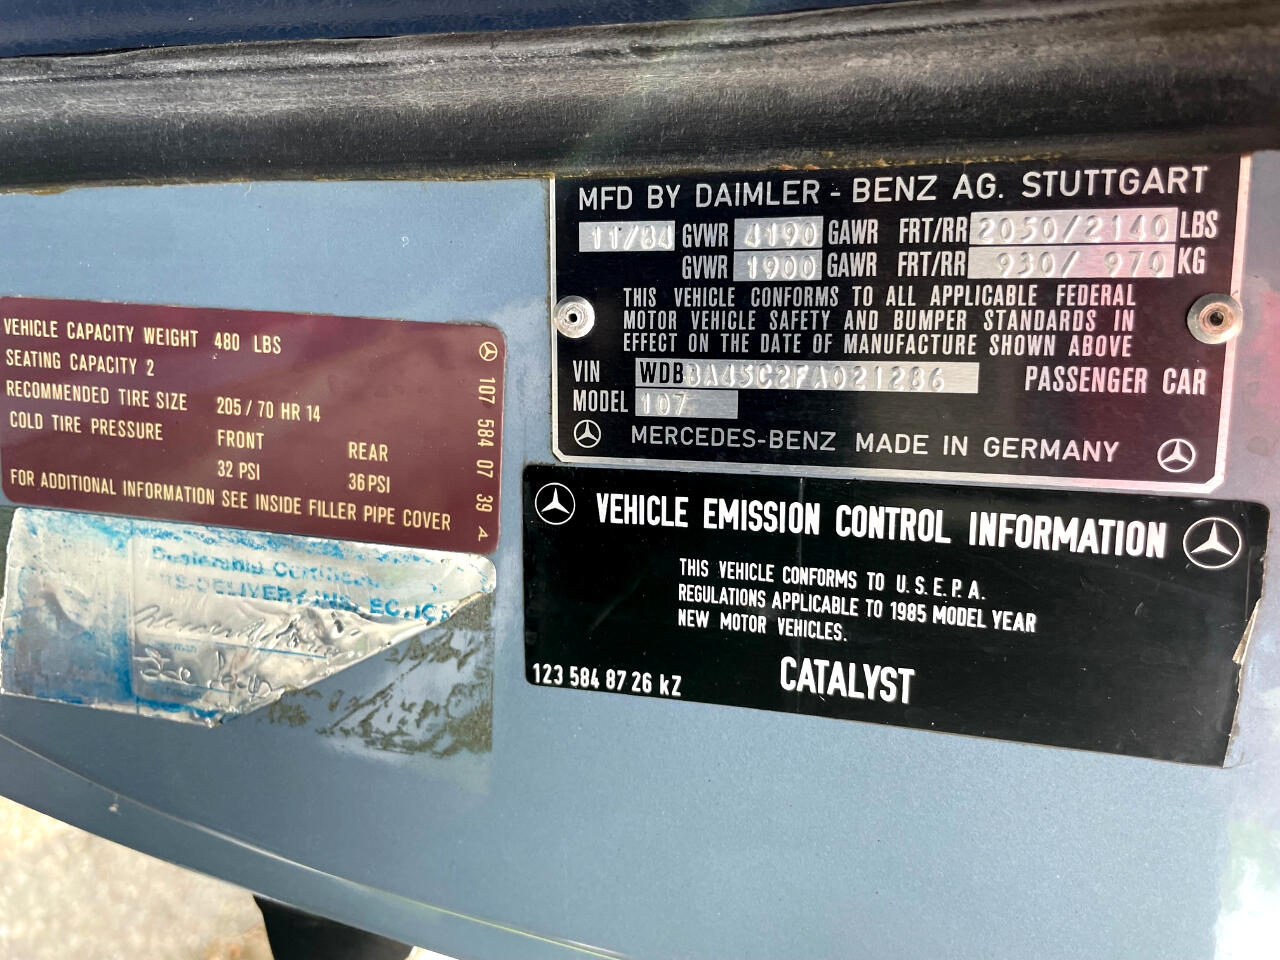 MFD BY DAIMLER - BENZ AG. STUTTGART
11/84 GVWR 4190 GAWR FRT/RR 2050/2140 LBS
GVWR 1900 GAWR FRT/RR 930/ 970 KG
THIS VEHICLE CONFORMS TO ALL APPLICABLE FEDERAL
MOTOR VEHICLE SAFETY AND BUMPER STANDARDS IN
EFFECT ON THE DATE OF MANUFACTURE SHOWN ABOVE
VIN WDBBA45C2FA021286 PASSENGER CAR
MODEL 107
MERCEDES-BENZ MADE IN GERMANY
VEHICLE CAPACITY WEIGHT 480 LBS
SEATING CAPACITY 2
RECOMMENDED TIRE SIZE 205/70 HR 14
COLD TIRE PRESSURE FRONT REAR
32 PSI 36 PSI
FOR ADDITIONAL INFORMATION SEE INSIDE FILLER PIPE COVER
107 584 07 39 A
VEHICLE EMISSION CONTROL INFORMATION
THIS VEHICLE CONFORMS TO U.S.E.P.A.
REGULATIONS APPLICABLE TO 1985 MODEL YEAR
NEW MOTOR VEHICLES.
123 584 87 26 kZ CATALYST
Dealership